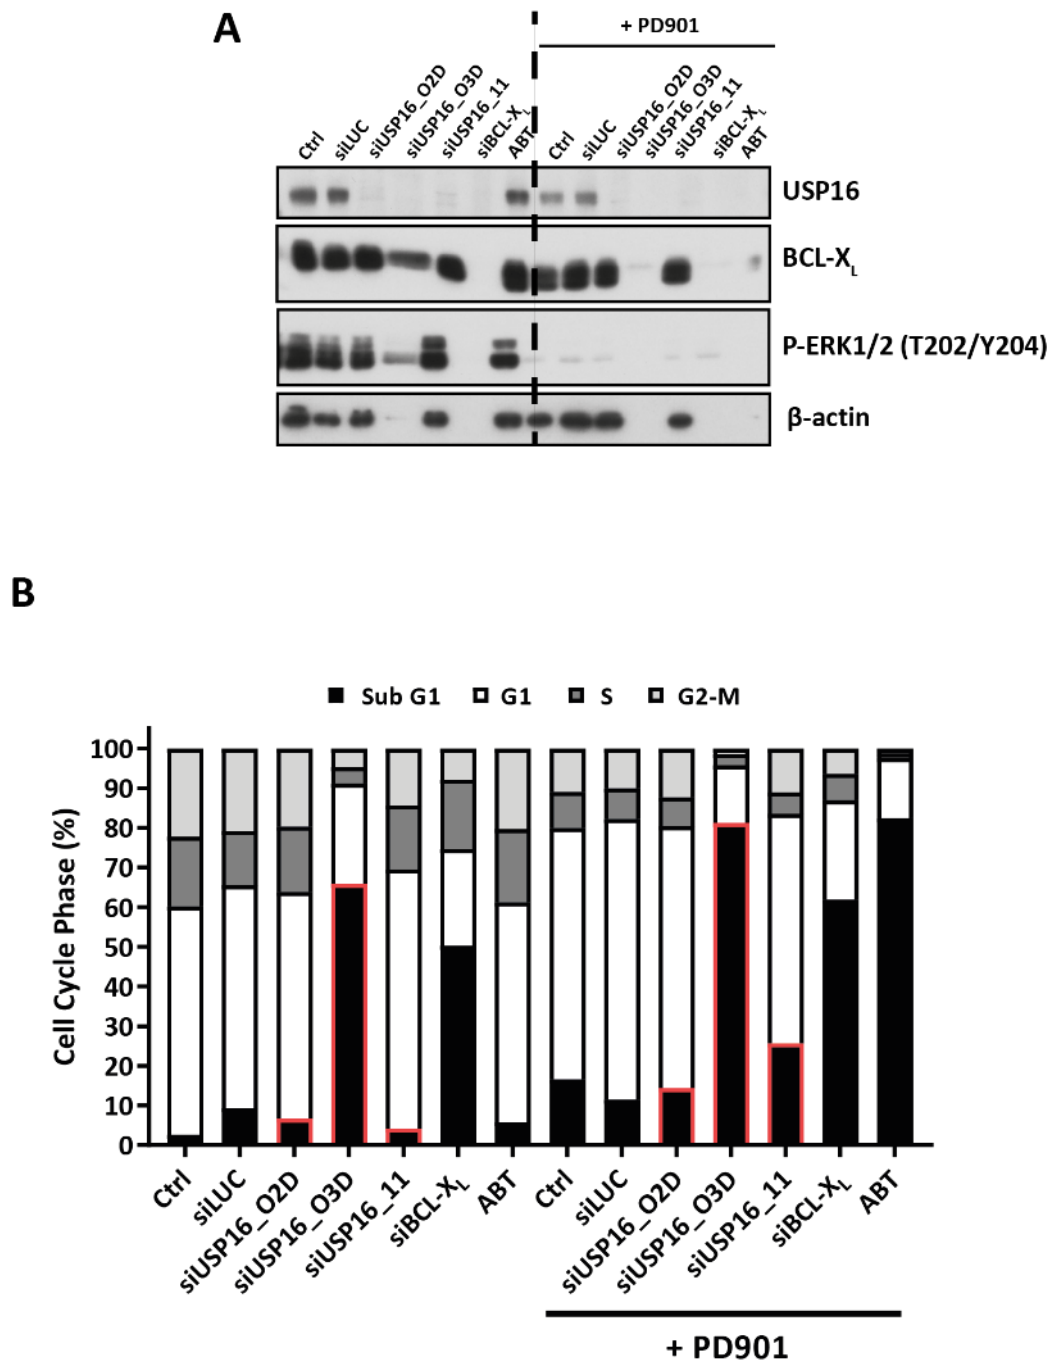 A
+ PD901
Ctrl
siLUC
siUSP16_O2D
siUSP16_O3D
siUSP16_11
siBCL-XL
ABT
Ctrl
siLUC
siUSP16_O2D
siUSP16_O3D
siUSP16_11
siBCL-XL
ABT
USP16
BCL-XL
P-ERK1/2 (T202/Y204)
β-actin
B
Sub G1 G1 S G2-M
Cell Cycle Phase (%)
100
90
80
70
60
50
40
30
20
10
0
Ctrl
siLUC
siUSP16_O2D
siUSP16_O3D
siUSP16_11
siBCL-XL
ABT
Ctrl
siLUC
siUSP16_O2D
siUSP16_O3D
siUSP16_11
siBCL-XL
ABT
+ PD901